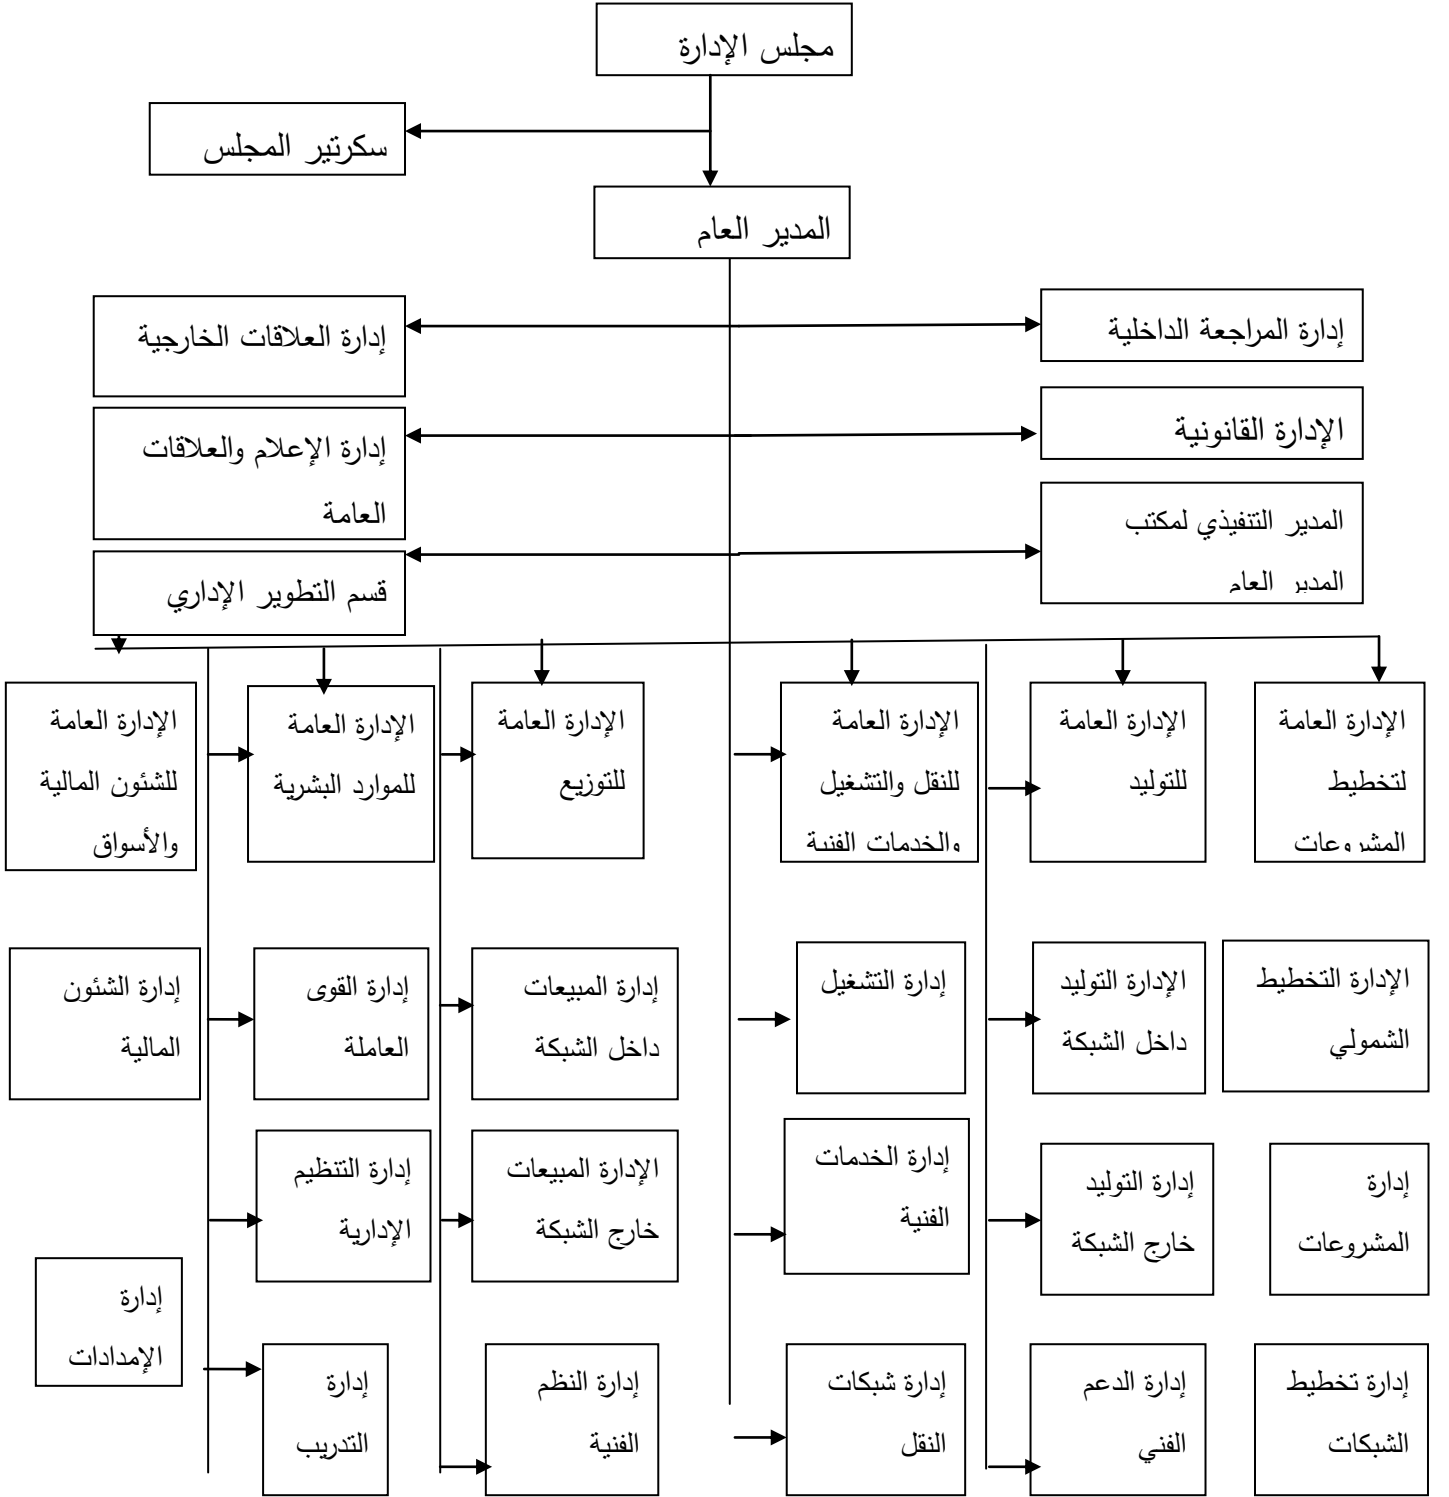 مجلس الإدارة
سكرتير المجلس
المدير العام
إدارة المراجعة الداخلية
إدارة العلاقات الخارجية
الإدارة القانونية
إدارة الإعلام والعلاقات
العامة
المدير التنفيذي لمكتب
المدير العام
قسم التطوير الإداري
الإدارة العامة
لتخطيط
المشروعات
الإدارة العامة
للتوليد
الإدارة العامة
للنقل والتشغيل
والخدمات الفنية
الإدارة العامة
للتوزيع
الإدارة العامة
للموارد البشرية
الإدارة العامة
للشئون المالية
والأسواق
الإدارة التخطيط
الشمولي
الإدارة التوليد
داخل الشبكة
إدارة التشغيل
إدارة المبيعات
داخل الشبكة
إدارة القوى
العاملة
إدارة الشئون
المالية
إدارة
المشروعات
إدارة التوليد
خارج الشبكة
إدارة الخدمات
الفنية
الإدارة المبيعات
خارج الشبكة
إدارة التنظيم
الإدارية
إدارة
الإمدادات
إدارة تخطيط
الشبكات
إدارة الدعم
الفني
إدارة شبكات
النقل
إدارة النظم
الفنية
إدارة
التدريب